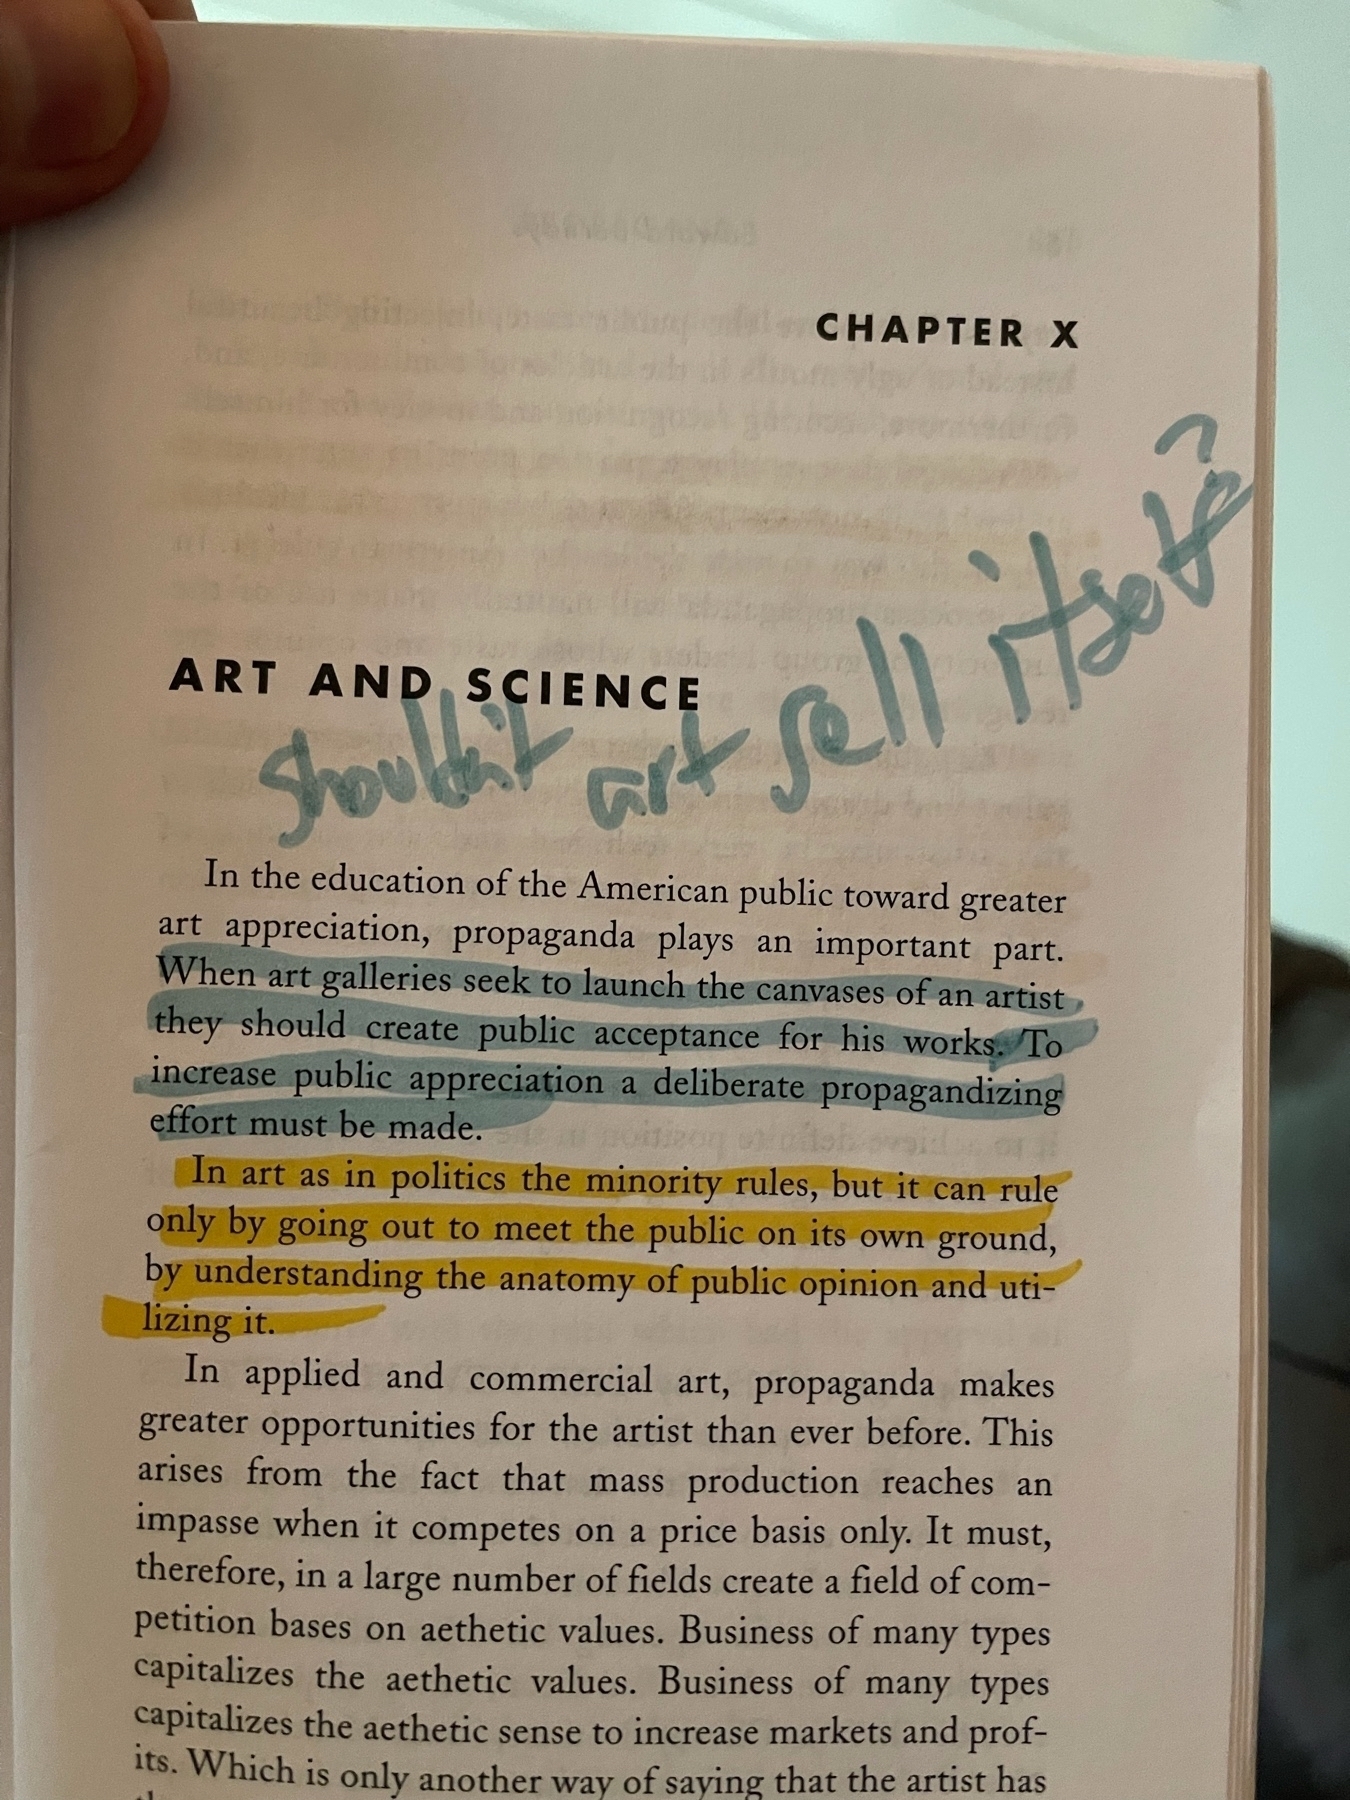 CHAPTER X
ART AND SCIENCE
shouldn't art sell itself?
In the education of the American public toward greater
art appreciation, propaganda plays an important part.
When art galleries seek to launch the canvases of an artist
they should create public acceptance for his works. To
increase public appreciation a deliberate propagandizing
effort must be made.
In art as in politics the minority rules, but it can rule
only by going out to meet the public on its own ground,
by understanding the anatomy of public opinion and uti-
lizing it.
In applied and commercial art, propaganda makes
greater opportunities for the artist than ever before. This
arises from the fact that mass production reaches an
impasse when it competes on a price basis only. It must,
therefore, in a large number of fields create a field of com-
petition bases on aethetic values. Business of many types
capitalizes the aethetic values. Business of many types
capitalizes the aethetic sense to increase markets and prof-
its. Which is only another way of saying that the artist has